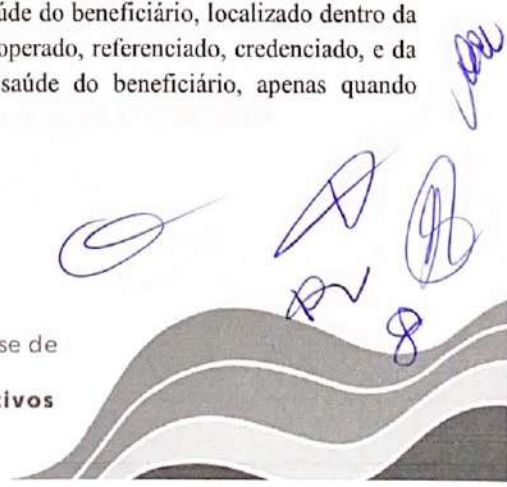 úde do beneficiário, localizado dentro da
operado, referenciado, credenciado, e da
saúde do beneficiário, apenas quando
se de
tivos